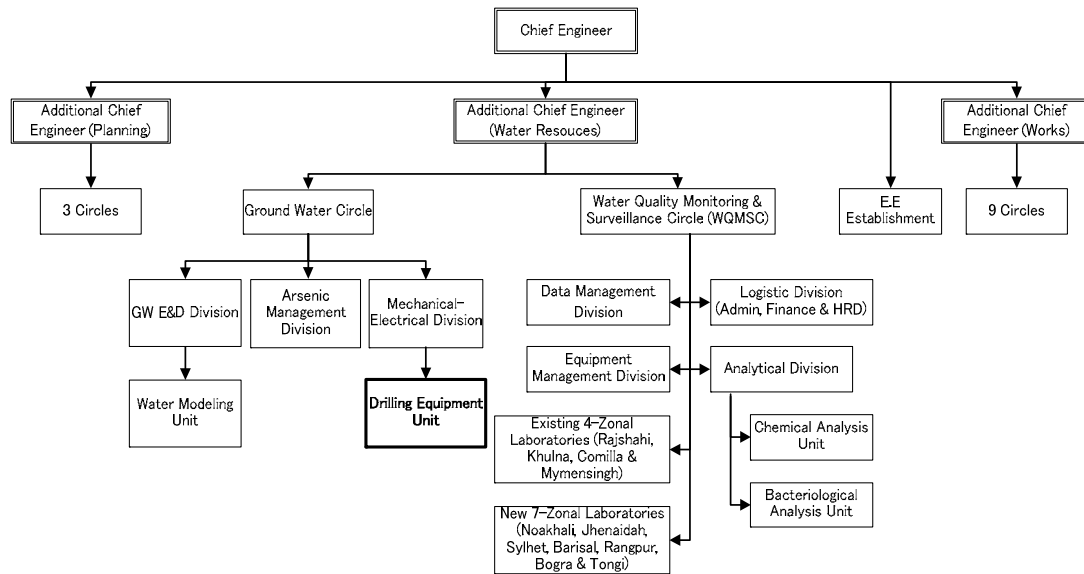 Chief Engineer
Additional Chief
Engineer (Planning)
Additional Chief Engineer
(Water Resouces)
Additional Chief
Engineer (Works)
3 Circles
Ground Water Circle
Water Quality Monitoring &
Surveillance Circle (WQMSC)
E.E
Establishment
9 Circles
GW E&D Division
Arsenic
Management
Division
Mechanical-
Electrical Division
Data Management
Division
Logistic Division
(Admin, Finance & HRD)
Equipment
Management Division
Analytical Division
Water Modeling
Unit
Drilling Equipment
Unit
Existing 4-Zonal
Laboratories (Rajshahi,
Khulna, Comilla &
Mymensingh)
Chemical Analysis
Unit
Bacteriological
Analysis Unit
New 7-Zonal Laboratories
(Noakhali, Jhenaidah,
Sylhet, Barisal, Rangpur,
Bogra & Tongi)